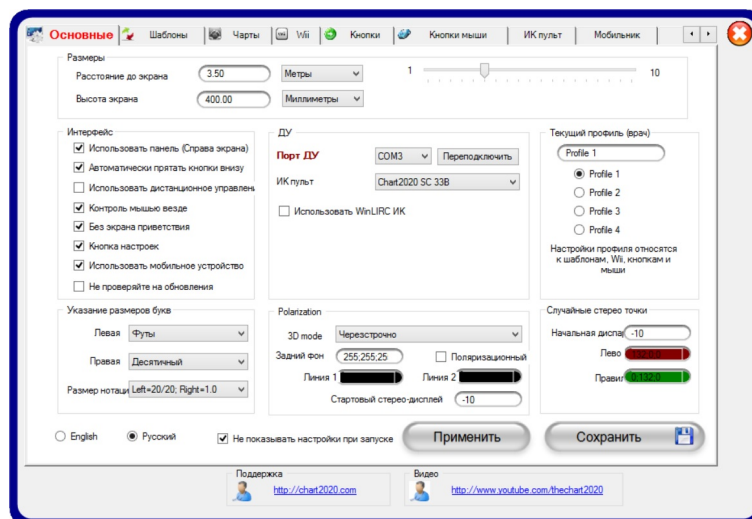 Основные Шаблоны Чарты Wii Кнопки Кнопки мыши ИК пульт Мобильник
Размеры
Расстояние до экрана 3.50 Метры 1 10
Высота экрана 400.00 Миллиметры
Интерфейс
Использовать панель (Справа экрана)
Автоматически прятать кнопки внизу
Использовать дистанционное управлени
Контроль мышью везде
Без экрана приветствия
Кнопка настроек
Использовать мобильное устройство
Не проверяйте на обновления
ДУ
Порт ДУ COM3 Переподключить
ИК пульт Chart2020 SC 33B
Использовать WinLIRC ИК
Текущий профиль (врач)
Profile 1
Profile 1
Profile 2
Profile 3
Profile 4
Настройки профиля относятся
к шаблонам, Wii, кнопкам и
мыши
Указание размеров букв
Левая Футы
Правая Десятичный
Размер нотаци Left=20/20; Right=1.0
Polarization
3D mode Черезстрочно
Задний фон 255;255;25 Поляризационный
Линия 1 Линия 2
Стартовый стерео-дисплей -10
Случайные стерео точки
Начальная диспа -10
Лево 132;0;0
Правил 0;132;0
English Русский Не показывать настройки при запуске Применить Сохранить
Поддержка
http://chart2020.com
Видео
http://www.youtube.com/thechart2020